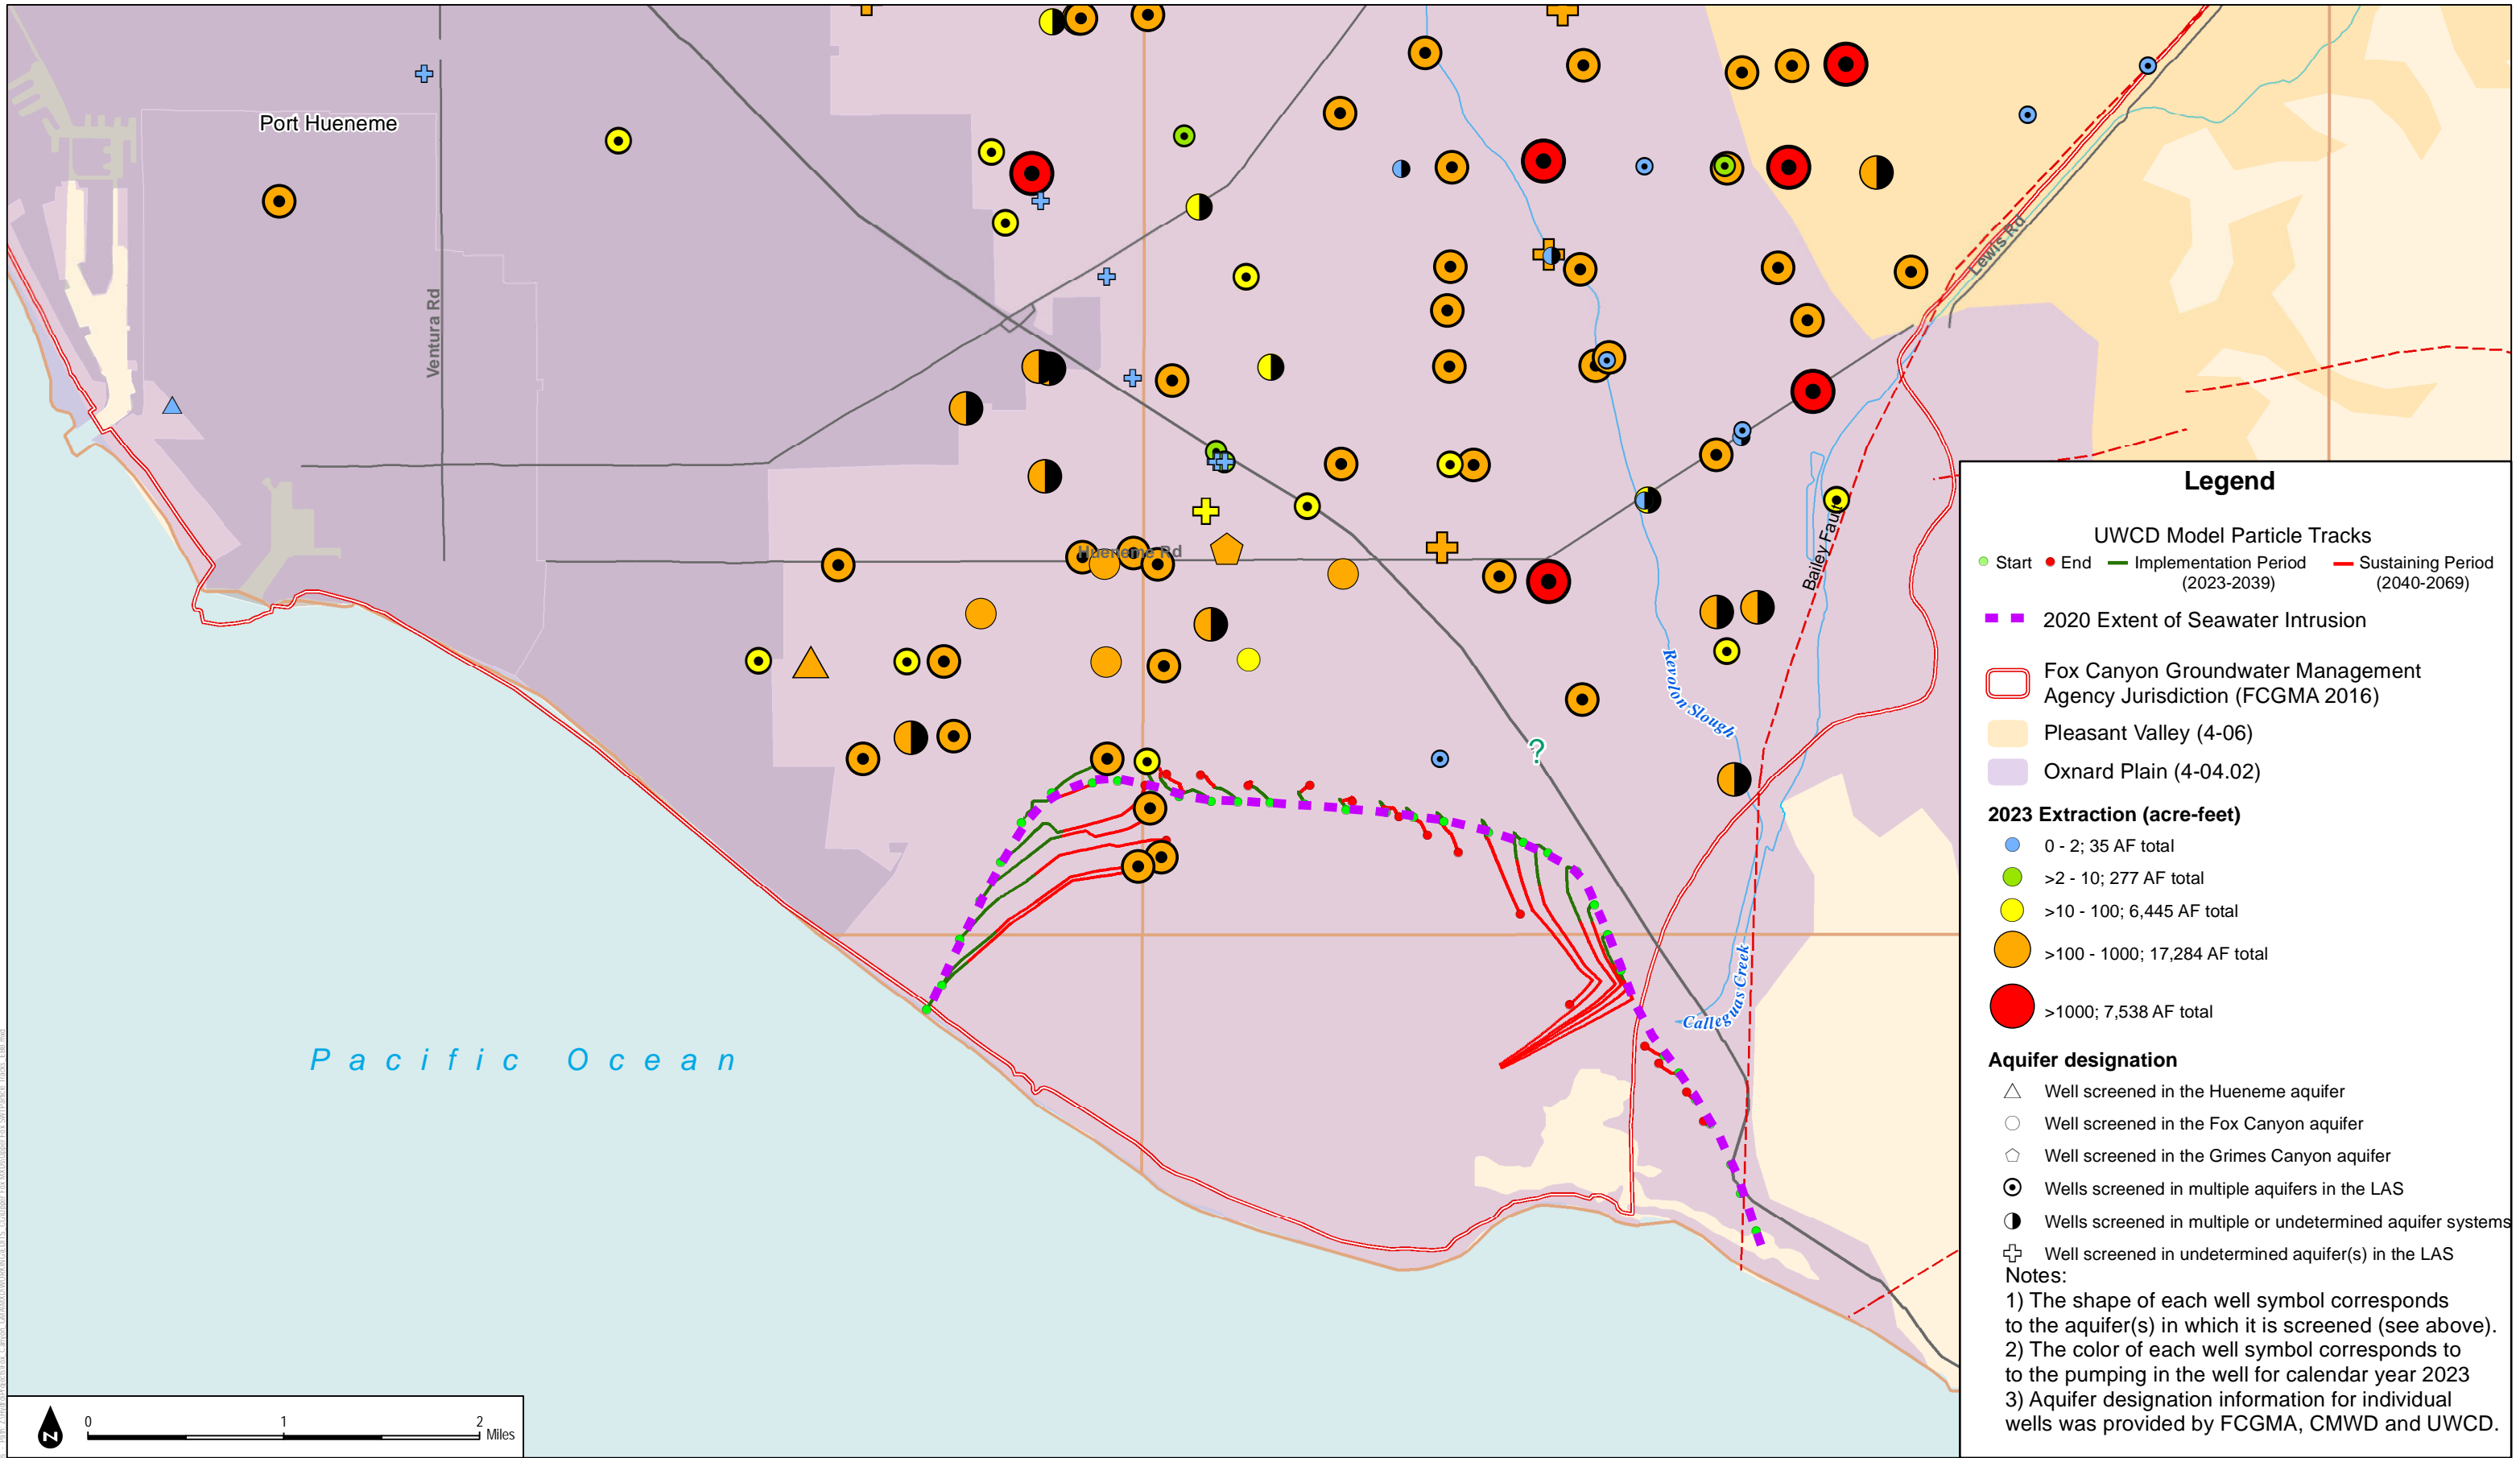 Port Hueneme
Ventura Rd
Lewis Rd
Hueneme Rd
Bailey Fault
Revolon Slough
?
Calleguas Creek
Pacific Ocean
N
0 1 2
Miles
Legend
UWCD Model Particle Tracks
Start End Implementation Period Sustaining Period
(2023-2039) (2040-2069)
2020 Extent of Seawater Intrusion
Fox Canyon Groundwater Management
Agency Jurisdiction (FCGMA 2016)
Pleasant Valley (4-06)
Oxnard Plain (4-04.02)
2023 Extraction (acre-feet)
0 - 2; 35 AF total
>2 - 10; 277 AF total
>10 - 100; 6,445 AF total
>100 - 1000; 17,284 AF total
>1000; 7,538 AF total
Aquifer designation
Well screened in the Hueneme aquifer
Well screened in the Fox Canyon aquifer
Well screened in the Grimes Canyon aquifer
Wells screened in multiple aquifers in the LAS
Wells screened in multiple or undetermined aquifer systems
Well screened in undetermined aquifer(s) in the LAS
Notes:
1) The shape of each well symbol corresponds
to the aquifer(s) in which it is screened (see above).
2) The color of each well symbol corresponds to
to the pumping in the well for calendar year 2023
3) Aquifer designation information for individual
wells was provided by FCGMA, CMWD and UWCD.